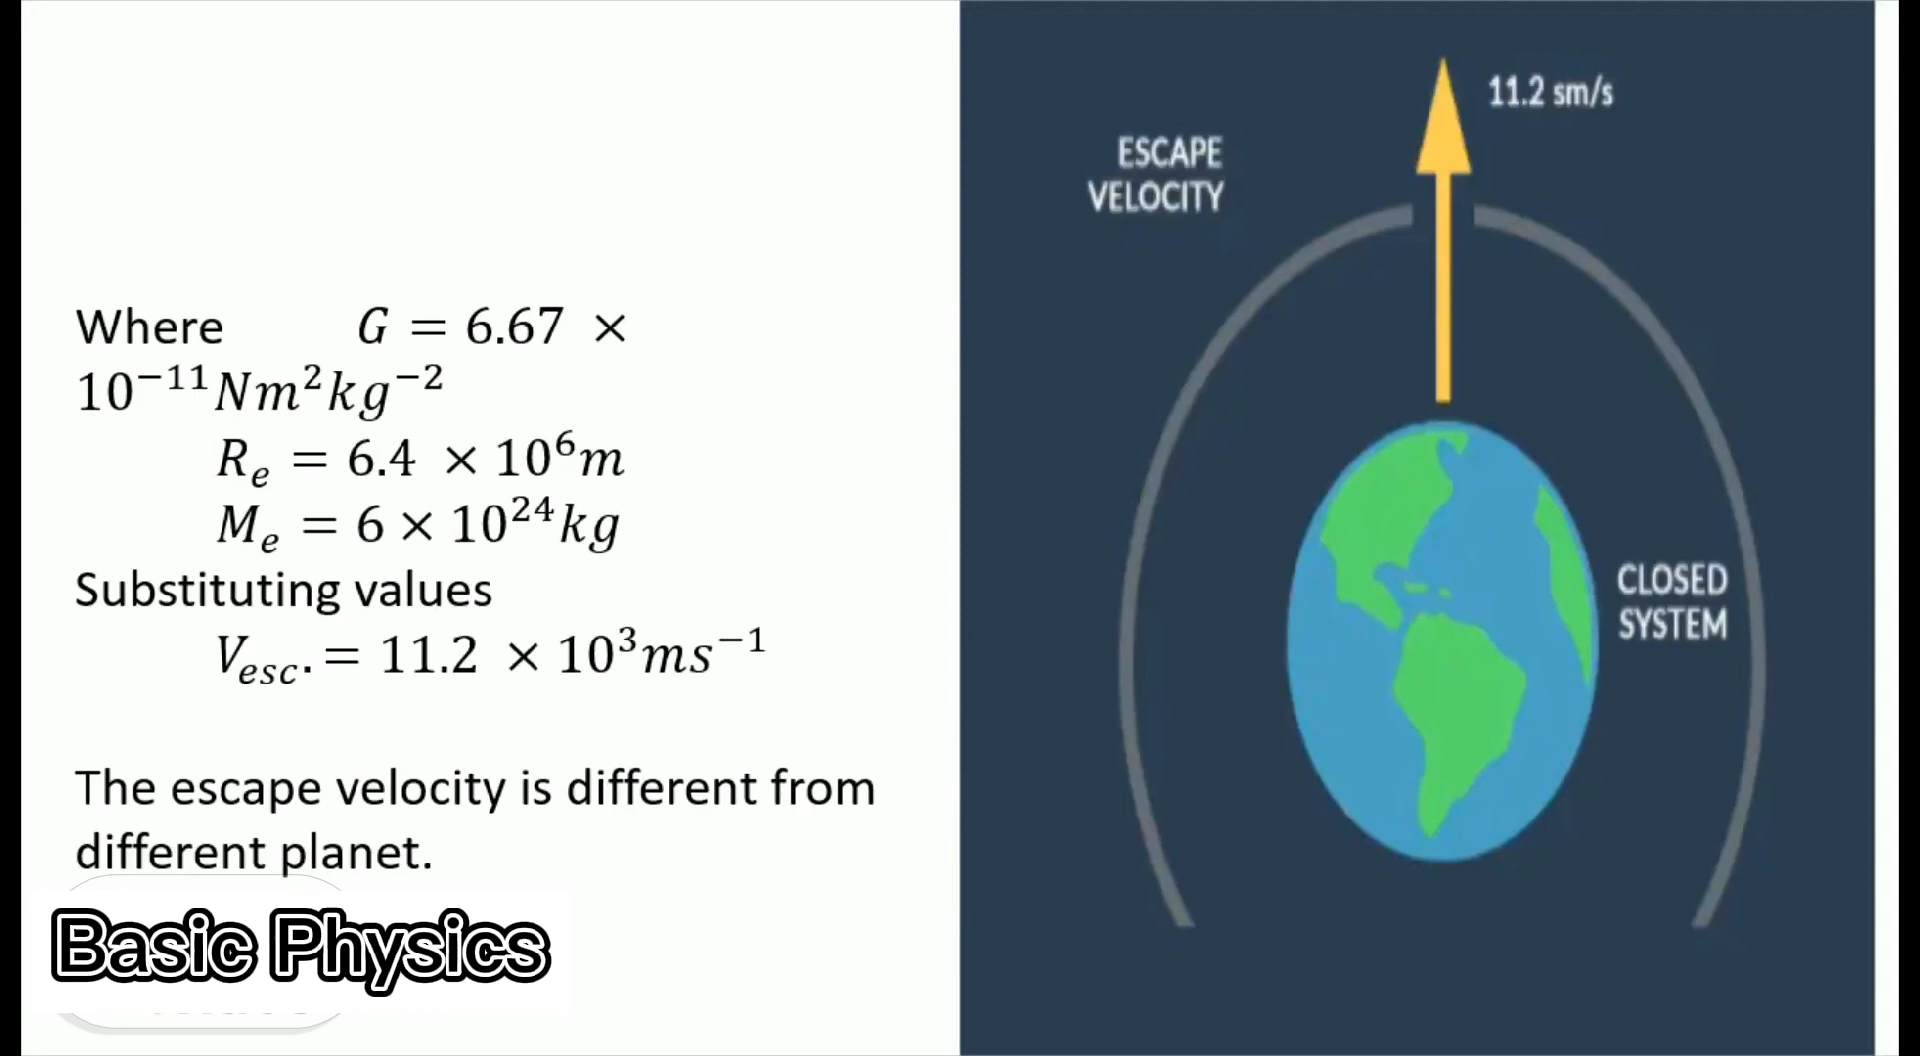 Where G = 6.67 ×
10⁻¹¹Nm²kg⁻²
Rₑ = 6.4 × 10⁶m
Mₑ = 6 × 10²⁴kg
Substituting values
Vₑₛ꜀. = 11.2 × 10³ms⁻¹
The escape velocity is different from
different planet.
Basic Physics
11.2 sm/s
ESCAPE
VELOCITY
CLOSED
SYSTEM